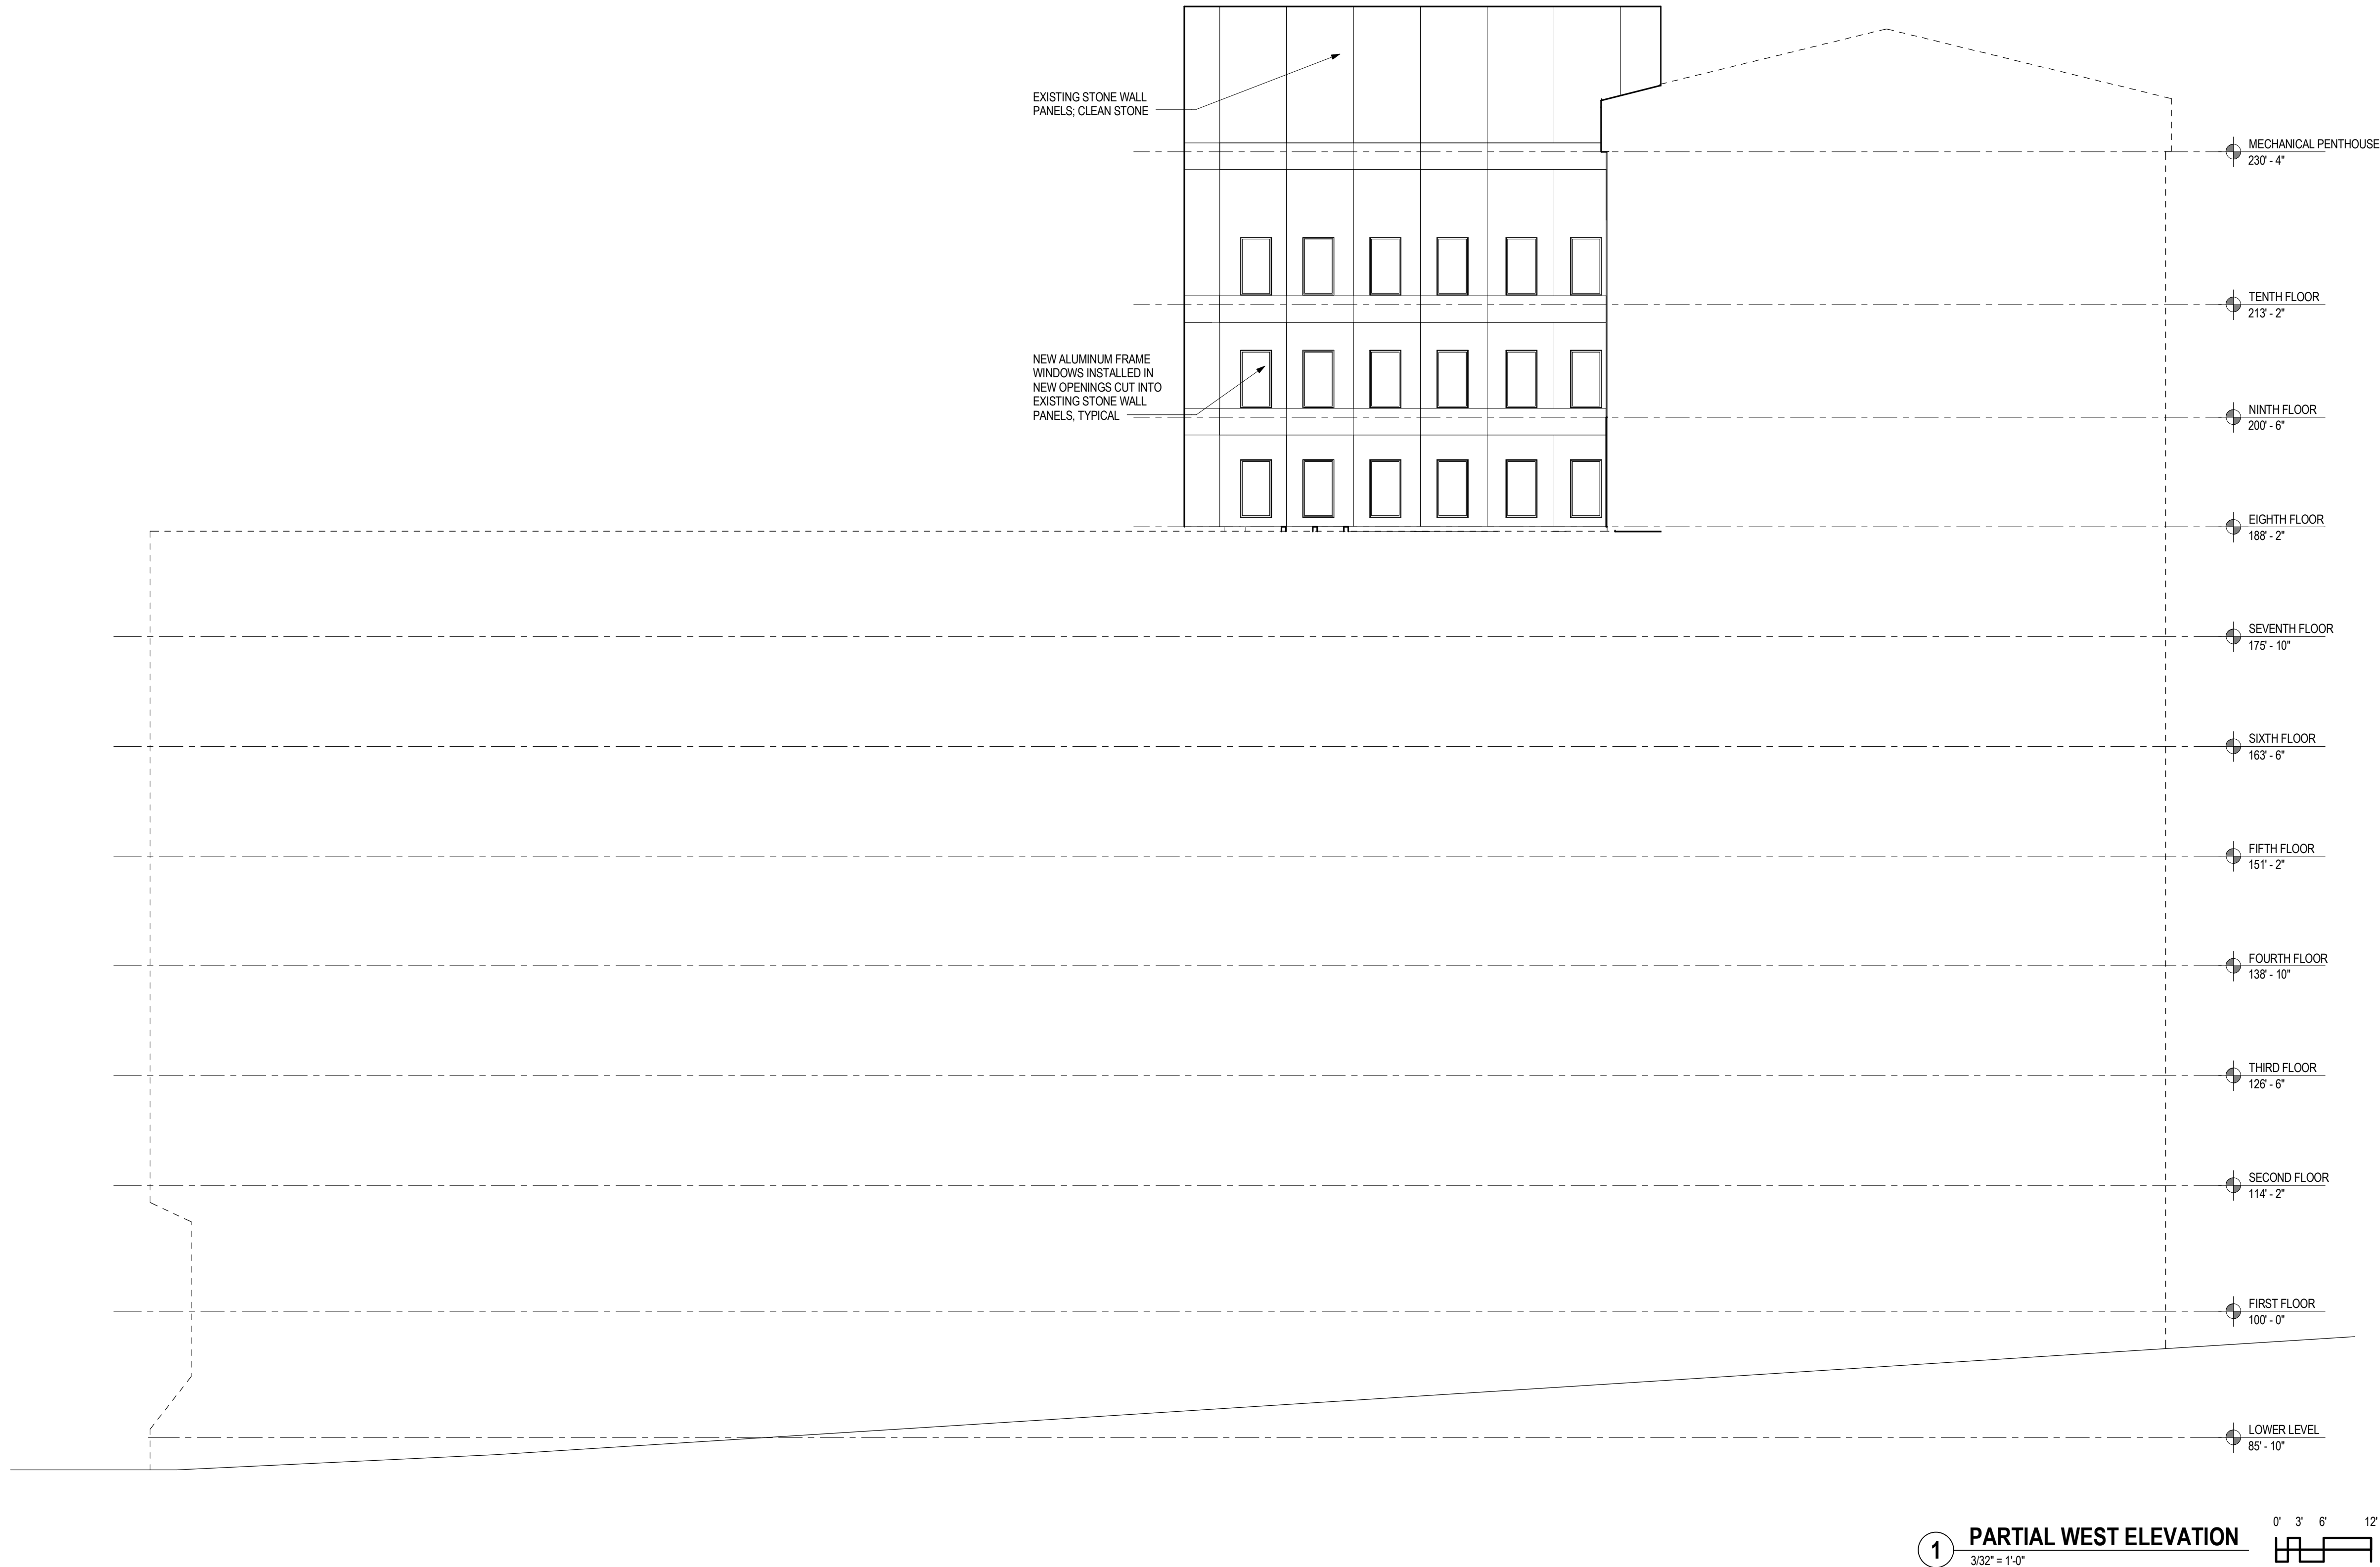 EXISTING STONE WALL
PANELS; CLEAN STONE
MECHANICAL PENTHOUSE
230' - 4"
TENTH FLOOR
213' - 2"
NEW ALUMINUM FRAME
WINDOWS INSTALLED IN
NEW OPENINGS CUT INTO
EXISTING STONE WALL
PANELS, TYPICAL
NINTH FLOOR
200' - 6"
EIGHTH FLOOR
188' - 2"
SEVENTH FLOOR
175' - 10"
SIXTH FLOOR
163' - 6"
FIFTH FLOOR
151' - 2"
FOURTH FLOOR
138' - 10"
THIRD FLOOR
126' - 6"
SECOND FLOOR
114' - 2"
FIRST FLOOR
100' - 0"
LOWER LEVEL
85' - 10"
1 PARTIAL WEST ELEVATION
3/32" = 1'-0"
0' 3' 6' 12'